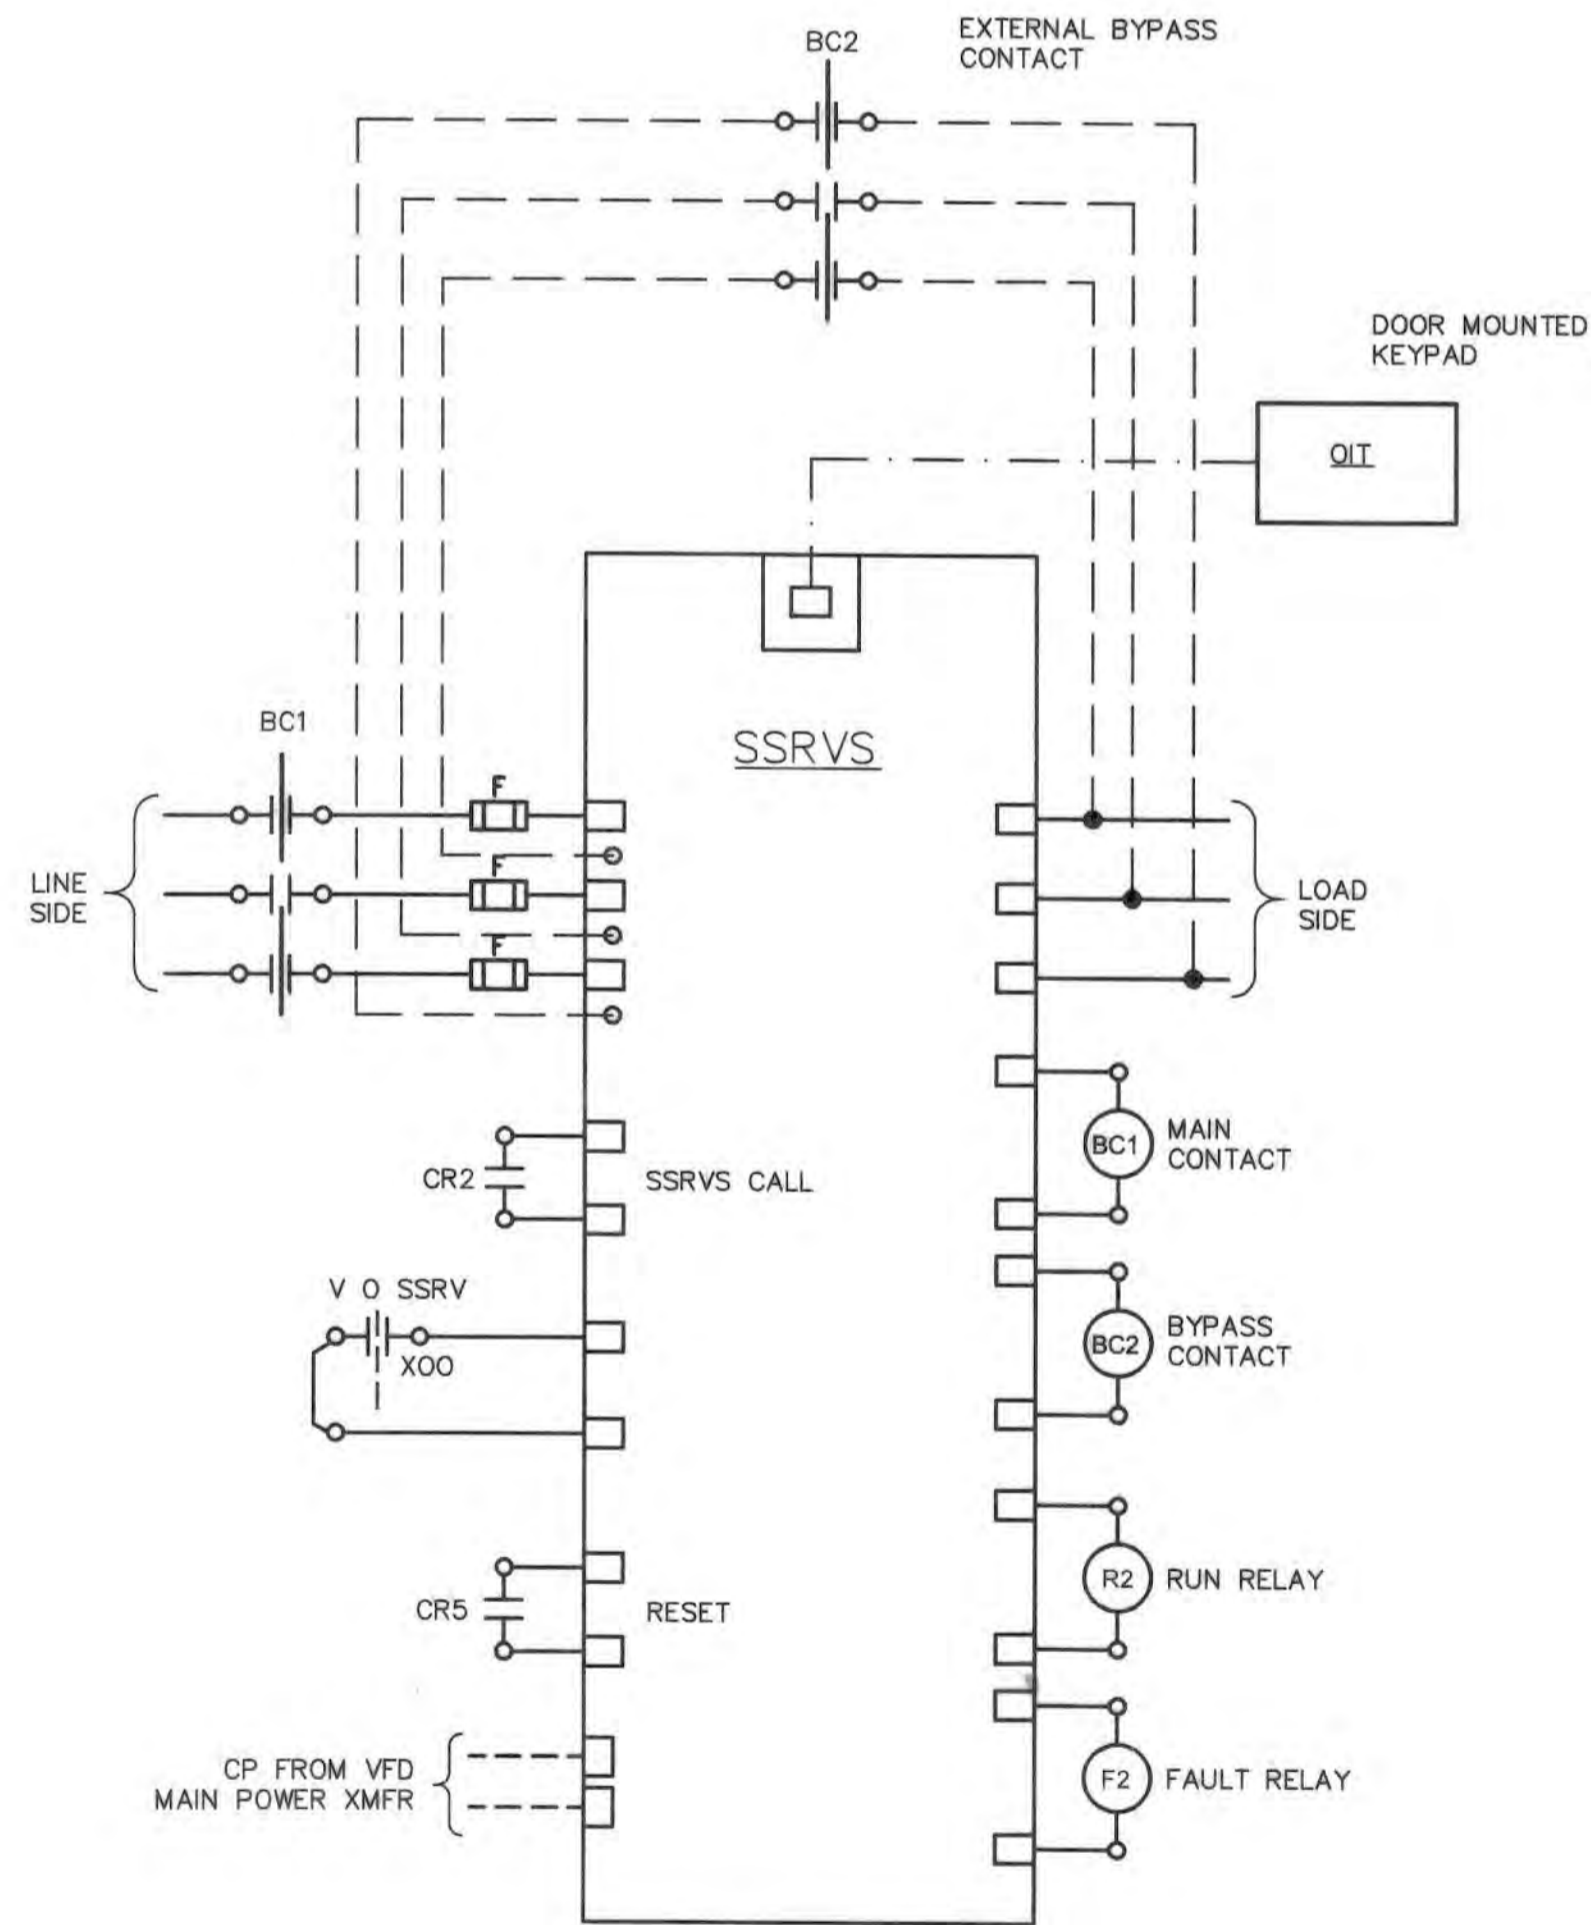 BC2
EXTERNAL BYPASS
CONTACT
DOOR MOUNTED
KEYPAD
OIT
SSRVS
BC1
F
F
F
LINE
SIDE
LOAD
SIDE
BC1
MAIN
CONTACT
CR2
SSRVS CALL
V O SSRV
XOO
BC2
BYPASS
CONTACT
CR5
RESET
R2
RUN RELAY
CP FROM VFD
MAIN POWER XMFR
F2
FAULT RELAY